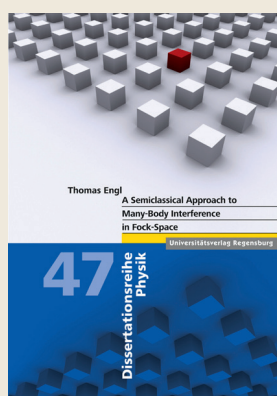 Thomas Engl
A Semiclassical Approach to
Many-Body Interference
in Fock-Space
Universitätsverlag Regensburg
47
Dissertationsreihe
Physik